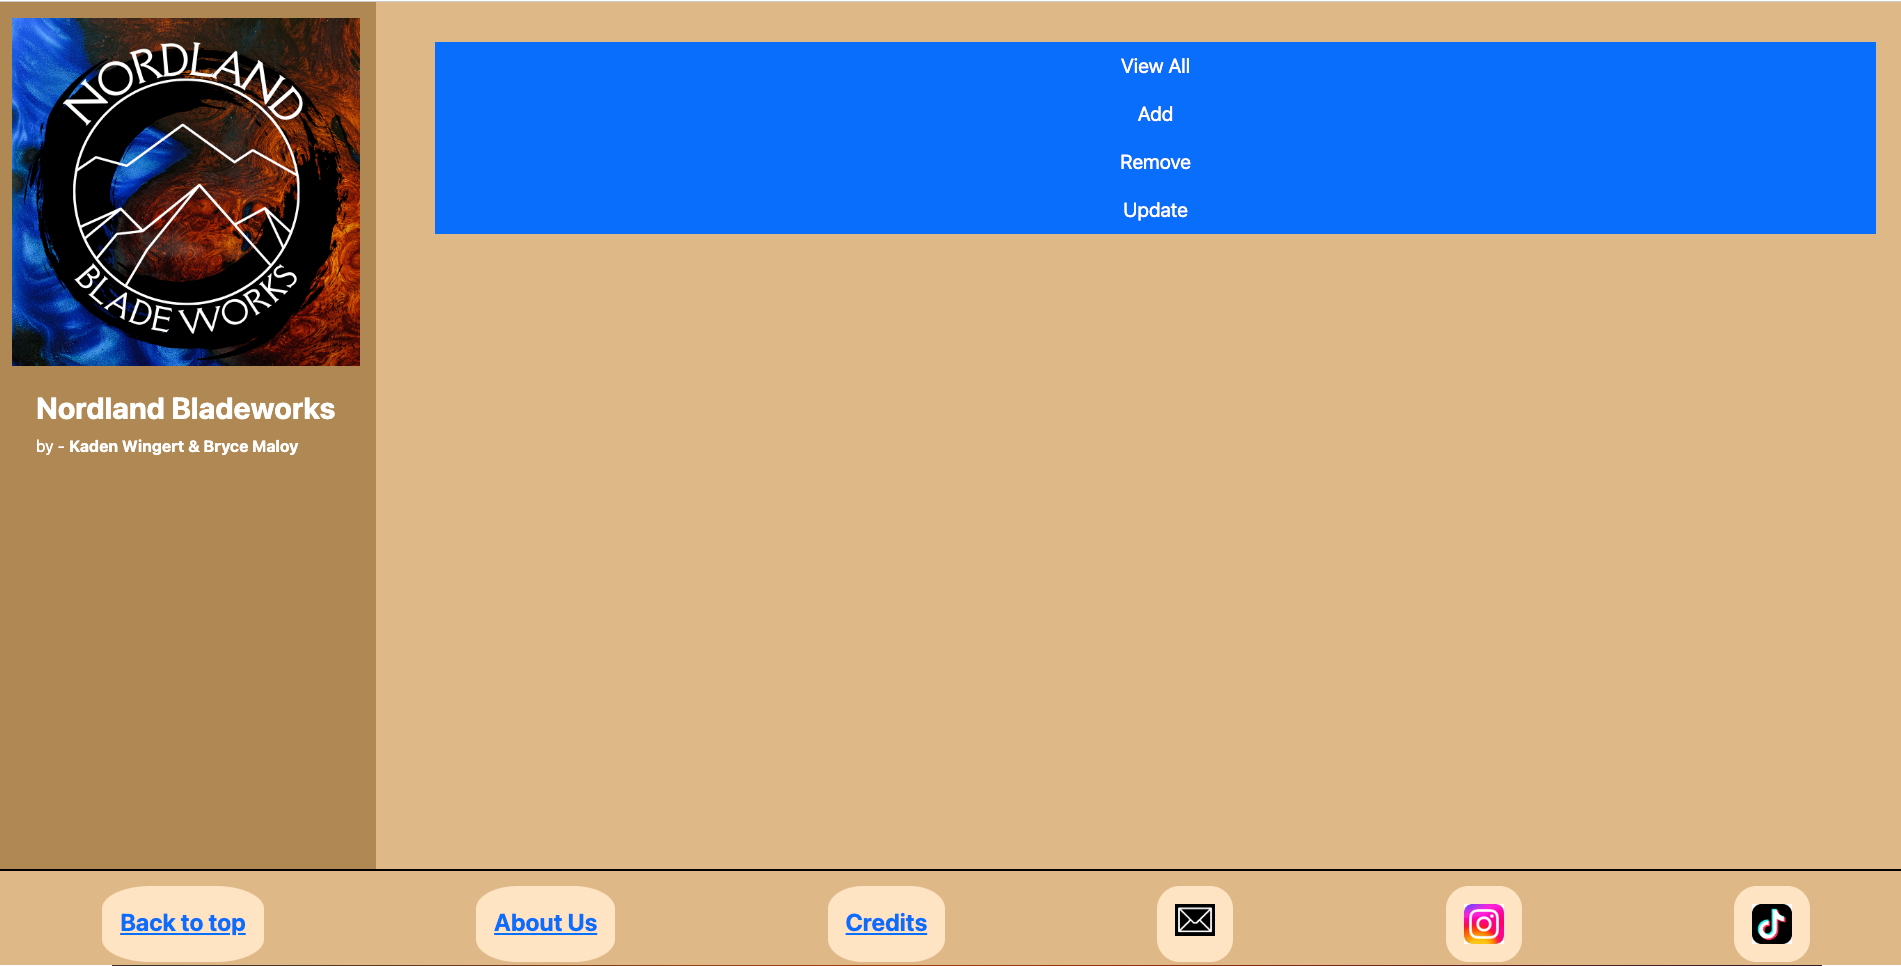 NORDLAND
BLADE WORKS
Nordland Bladeworks
by - Kaden Wingert & Bryce Maloy
View All
Add
Remove
Update
Back to top
About Us
Credits